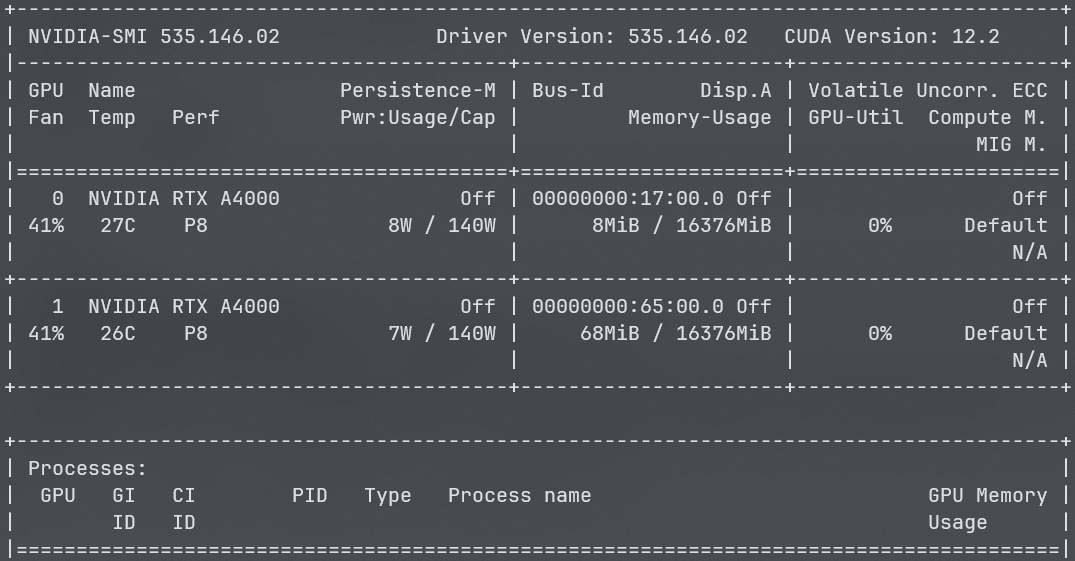 +---------------------------------------------------------------------------------------+
| NVIDIA-SMI 535.146.02             Driver Version: 535.146.02   CUDA Version: 12.2     |
|-----------------------------------------+----------------------+----------------------+
| GPU  Name                 Persistence-M | Bus-Id        Disp.A | Volatile Uncorr. ECC |
| Fan  Temp   Perf          Pwr:Usage/Cap |         Memory-Usage | GPU-Util  Compute M. |
|                                         |                      |               MIG M. |
|=========================================+======================+======================|
|   0  NVIDIA RTX A4000               Off | 00000000:17:00.0 Off |                  Off |
| 41%   27C    P8               8W / 140W |      8MiB / 16376MiB |      0%      Default |
|                                         |                      |                  N/A |
+-----------------------------------------+----------------------+----------------------+
|   1  NVIDIA RTX A4000               Off | 00000000:65:00.0 Off |                  Off |
| 41%   26C    P8               7W / 140W |     68MiB / 16376MiB |      0%      Default |
|                                         |                      |                  N/A |
+-----------------------------------------+----------------------+----------------------+

+---------------------------------------------------------------------------------------+
| Processes:                                                                            |
|  GPU   GI   CI        PID   Type   Process name                            GPU Memory |
|        ID   ID                                                             Usage      |
|=======================================================================================|